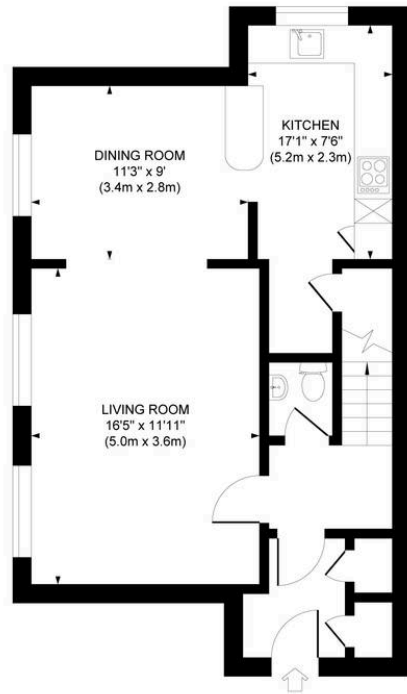 KITCHEN
17'1" x 7'6"
(5.2m x 2.3m)
DINING ROOM
11'3" x 9'
(3.4m x 2.8m)
LIVING ROOM
16'5" x 11'11"
(5.0m x 3.6m)